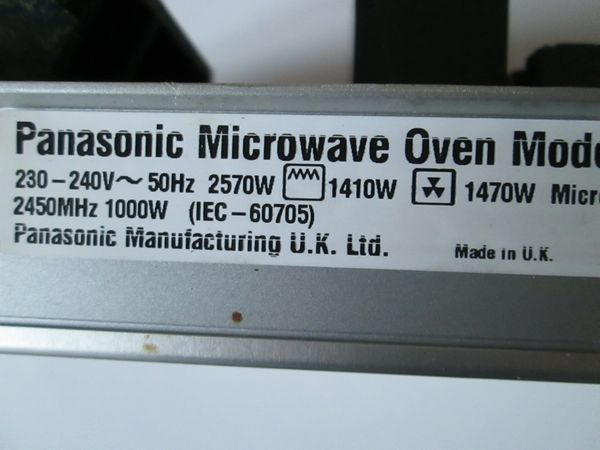 Panasonic Microwave Oven Mode
230-240V~ 50Hz 2570W 1410W 1470W Micro
2450MHz 1000W (IEC-60705)
Panasonic Manufacturing U.K. Ltd. Made in U.K.